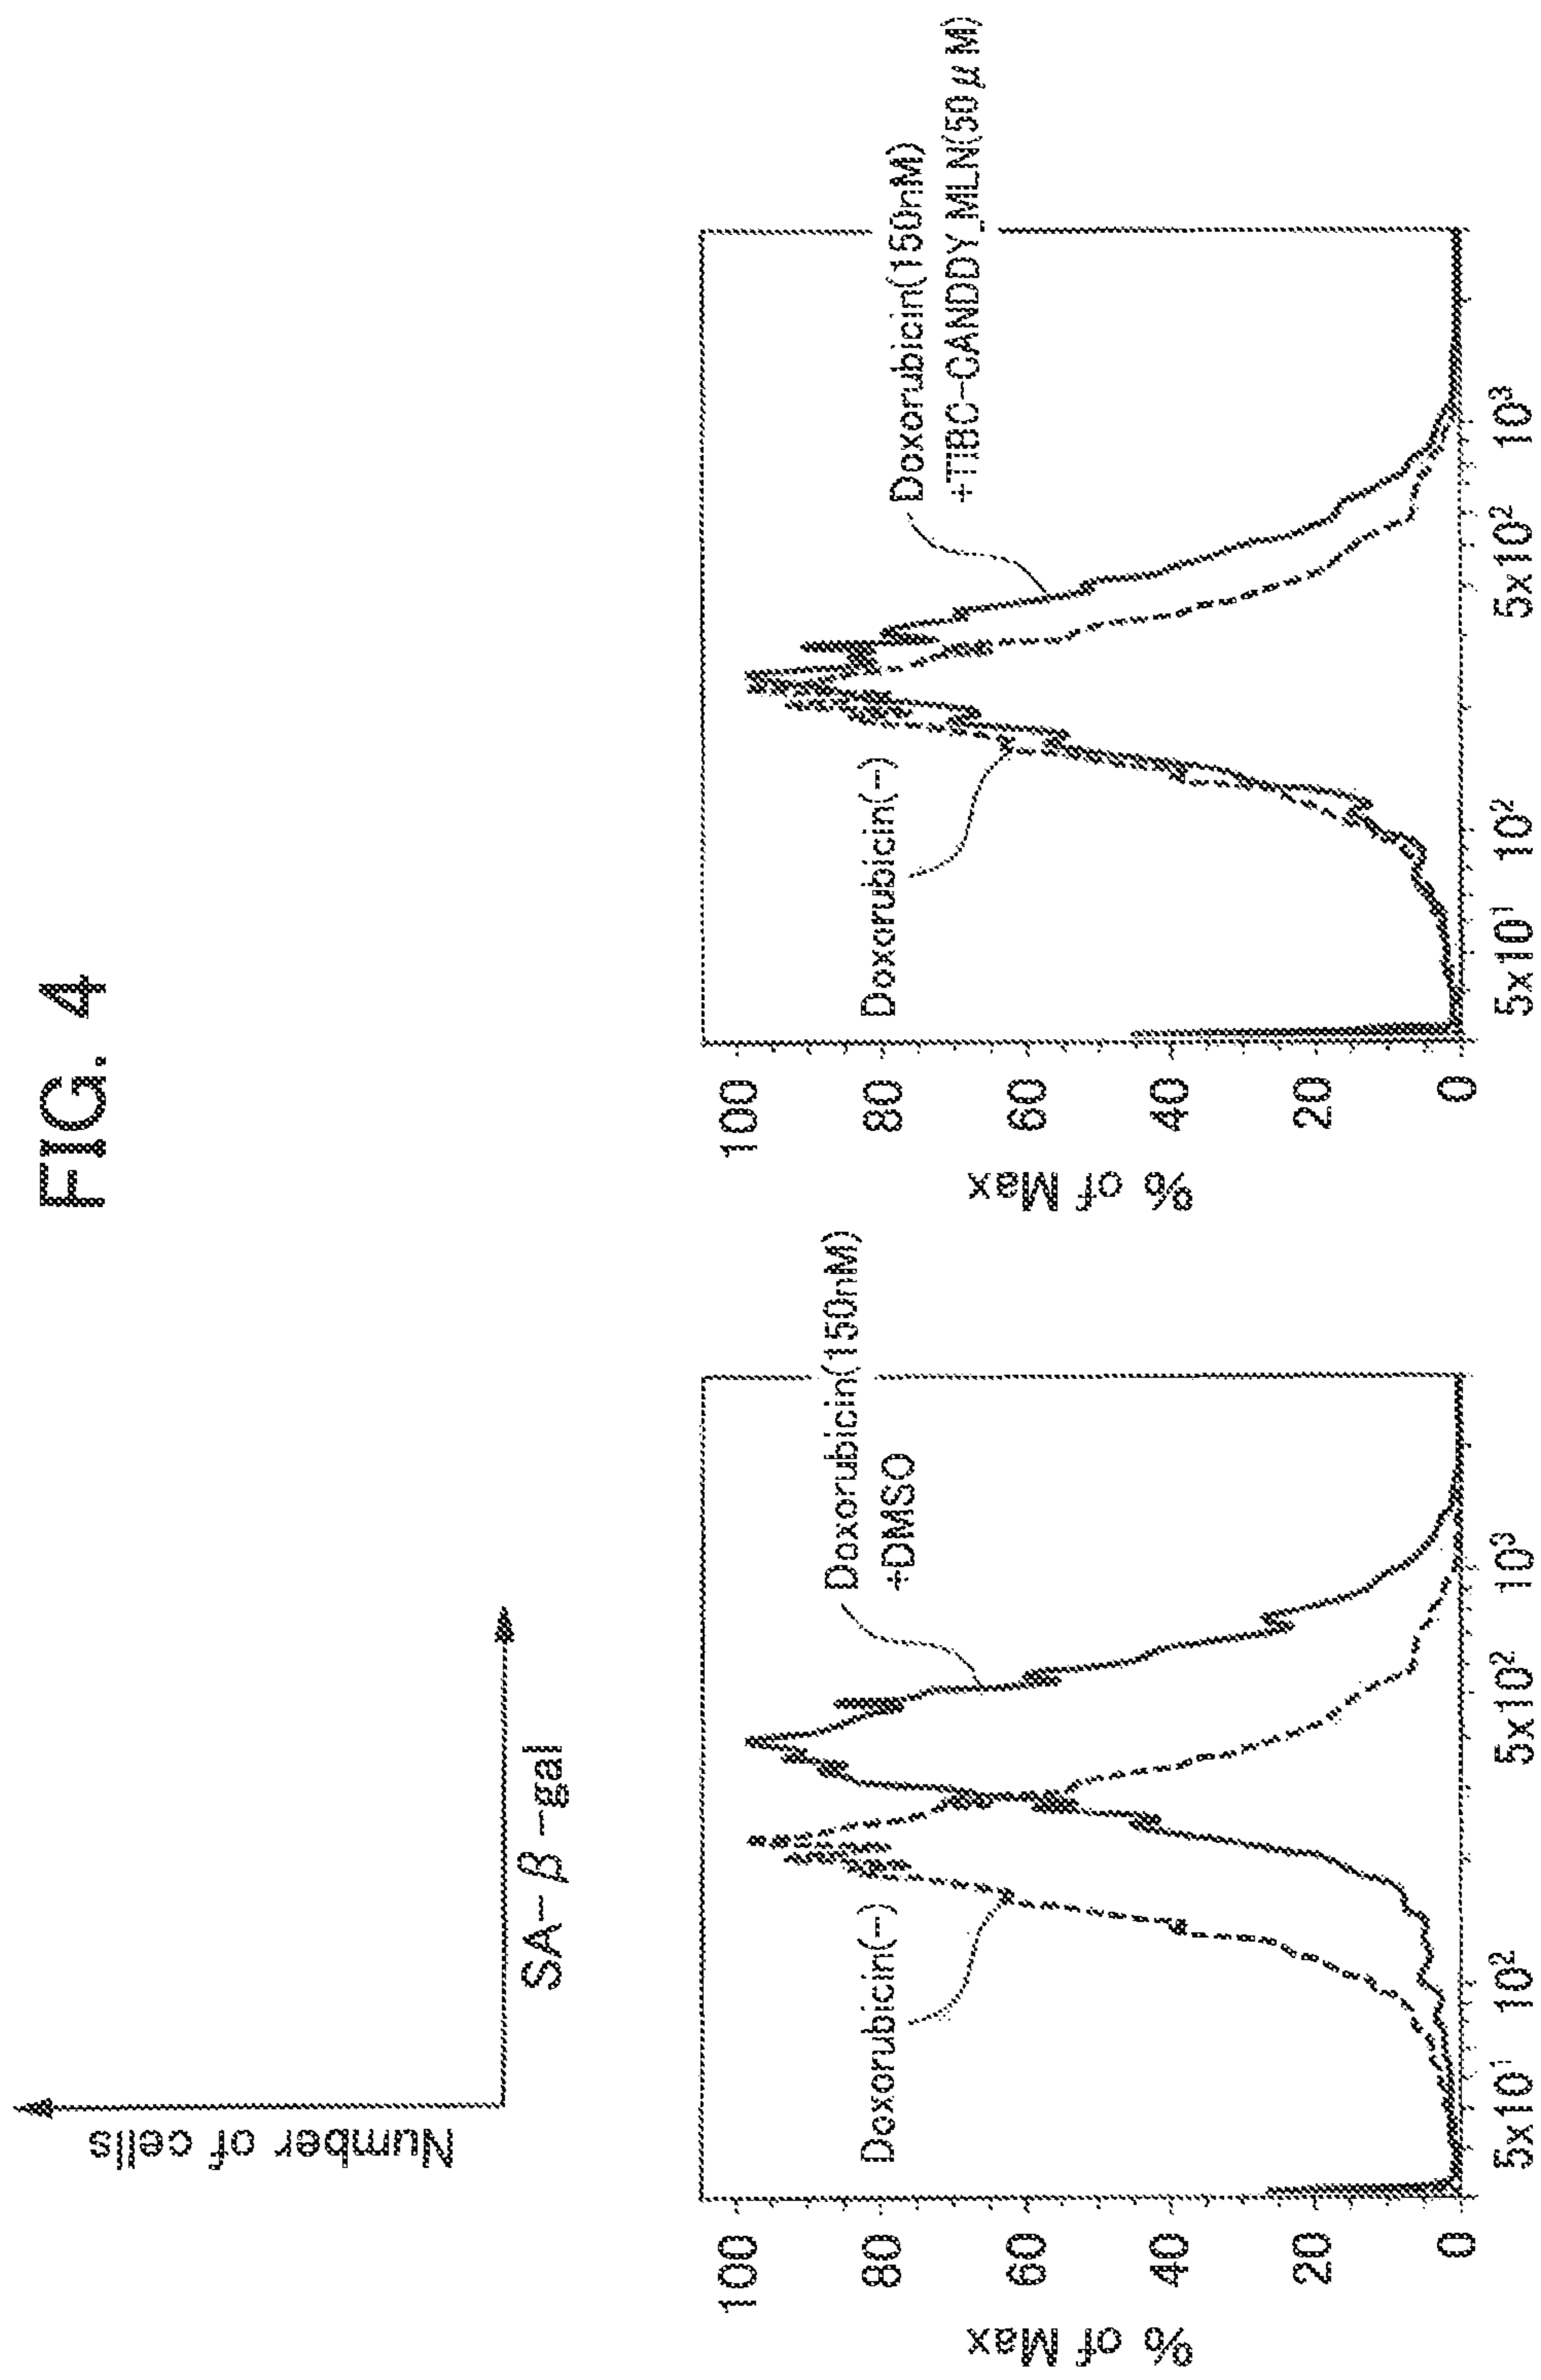 FIG. 4
Number of cells
SA-β-gal
% of Max
100
80
60
40
20
0
Doxorubicin(-)
Doxorubicin(150nM)
+DMSO
5x10¹
10²
5x10²
10³
% of Max
100
80
60
40
20
0
Doxorubicin(-)
Doxorubicin(150nM)
+TIBC-CANDDY_MLN(50μM)
5x10¹
10²
5x10²
10³